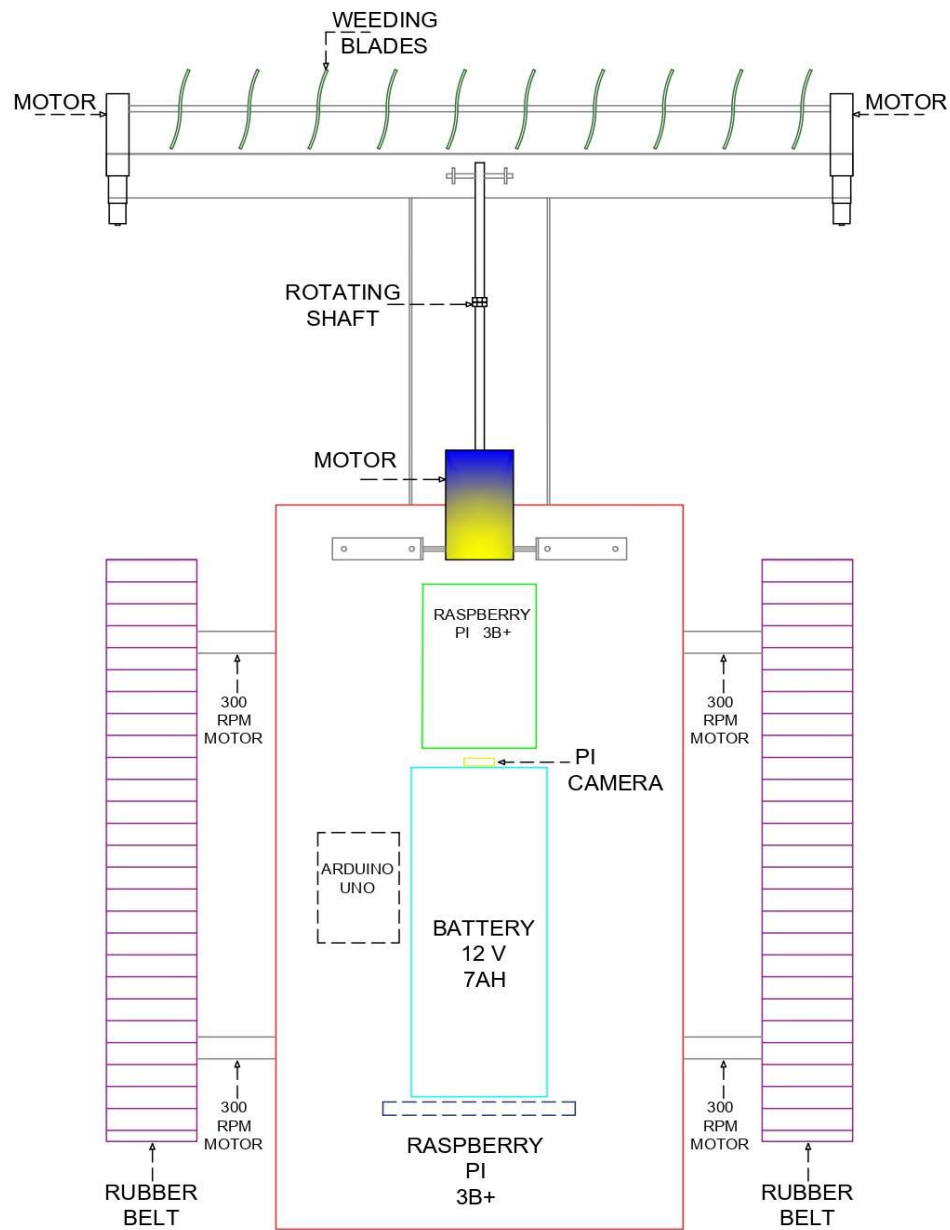 WEEDING
BLADES
MOTOR
MOTOR
ROTATING
SHAFT
MOTOR
RASPBERRY
PI 3B+
300
RPM
MOTOR
300
RPM
MOTOR
PI
CAMERA
ARDUINO
UNO
BATTERY
12 V
7AH
300
RPM
MOTOR
300
RPM
MOTOR
RASPBERRY
PI
3B+
RUBBER
BELT
RUBBER
BELT